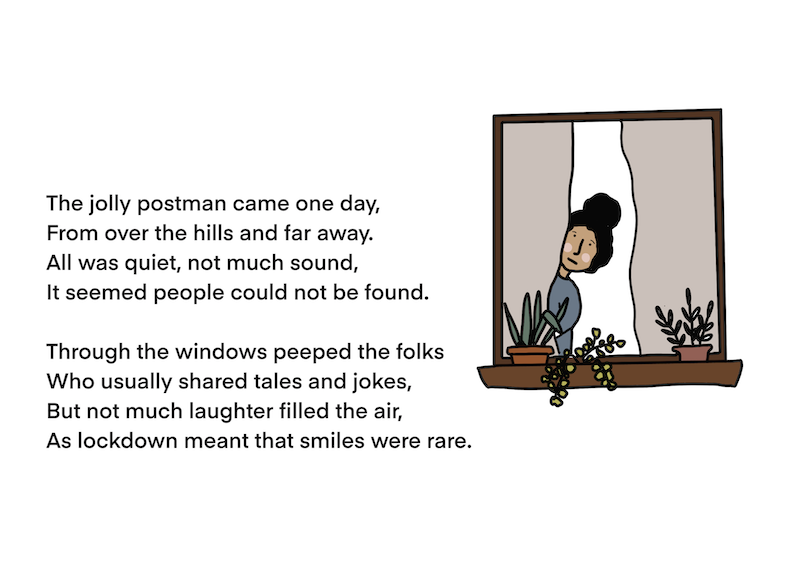 The jolly postman came one day,
From over the hills and far away.
All was quiet, not much sound,
It seemed people could not be found.
Through the windows peeped the folks
Who usually shared tales and jokes,
But not much laughter filled the air,
As lockdown meant that smiles were rare.